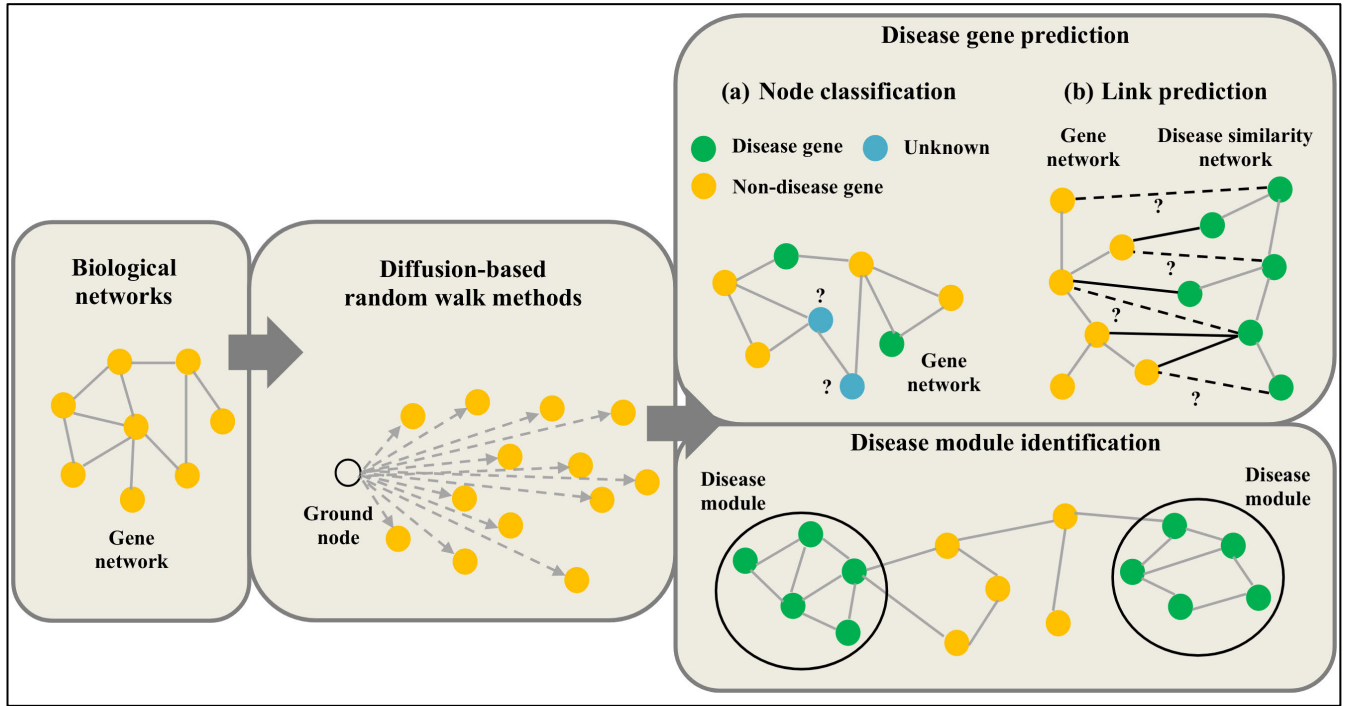 Biological
networks
Gene
network
Diffusion-based
random walk methods
Ground
node
Disease gene prediction
(a) Node classification
Disease gene
Unknown
Non-disease gene
?
?
Gene
network
(b) Link prediction
Gene
network
Disease similarity
network
?
?
?
?
Disease module identification
Disease
module
Disease
module